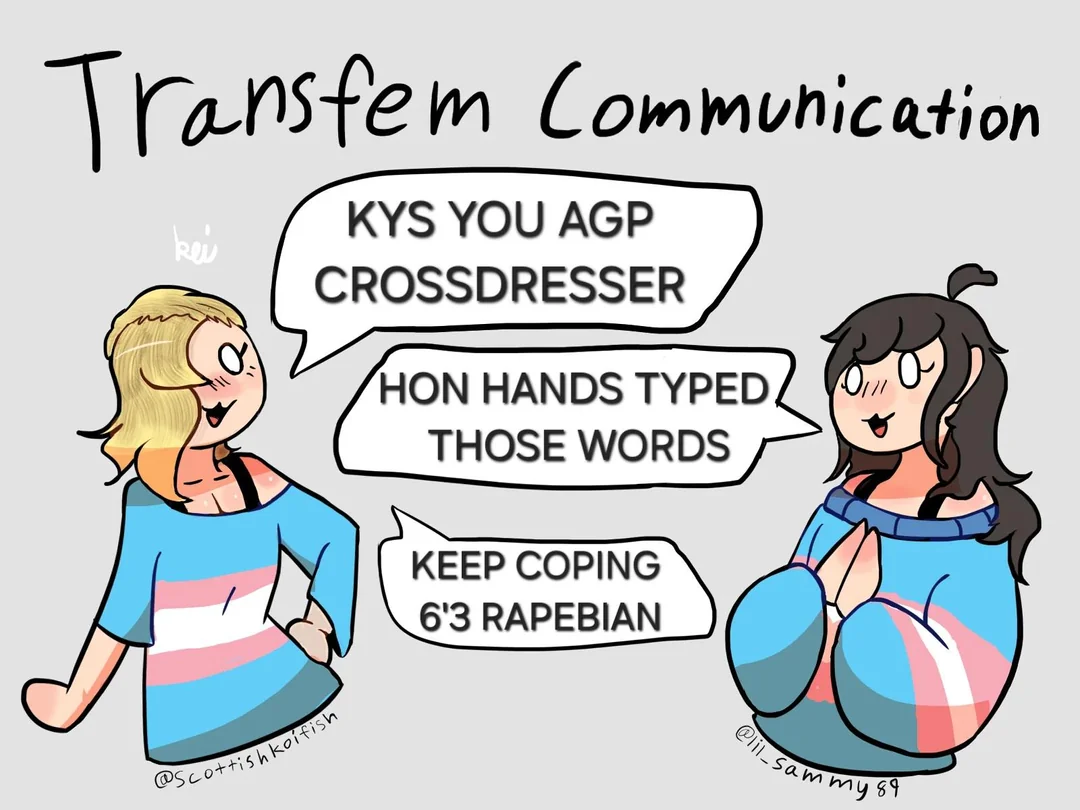 Transfem Communication
KYS YOU AGP
CROSSDRESSER
kei
HON HANDS TYPED
THOSE WORDS
KEEP COPING
6'3 RAPEBIAN
@scottishkoifish
@lil_sammy89